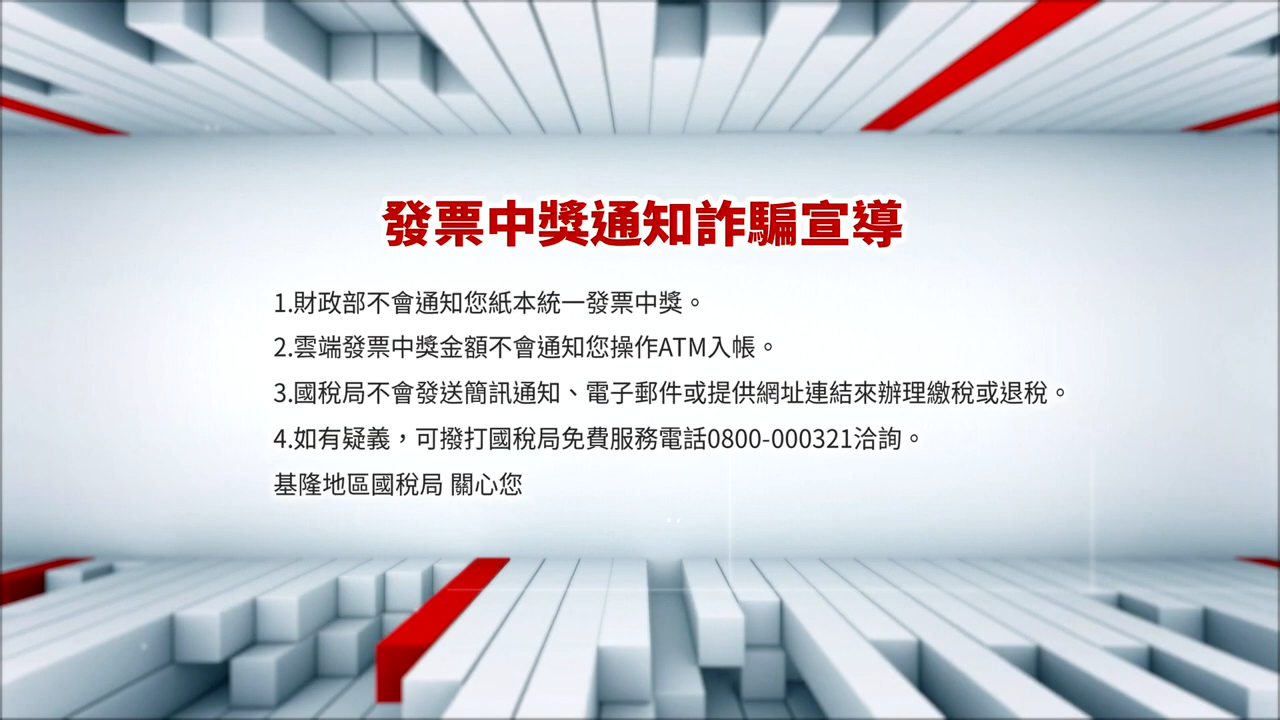 發票中獎通知詐騙宣導
1.財政部不會通知您紙本統一發票中獎。
2.雲端發票中獎金額不會通知您操作ATM入帳。
3.國稅局不會發送簡訊通知、電子郵件或提供網址連結來辦理繳稅或退稅。
4.如有疑義，可撥打國稅局免費服務電話0800-000321洽詢。
基隆地區國稅局 關心您